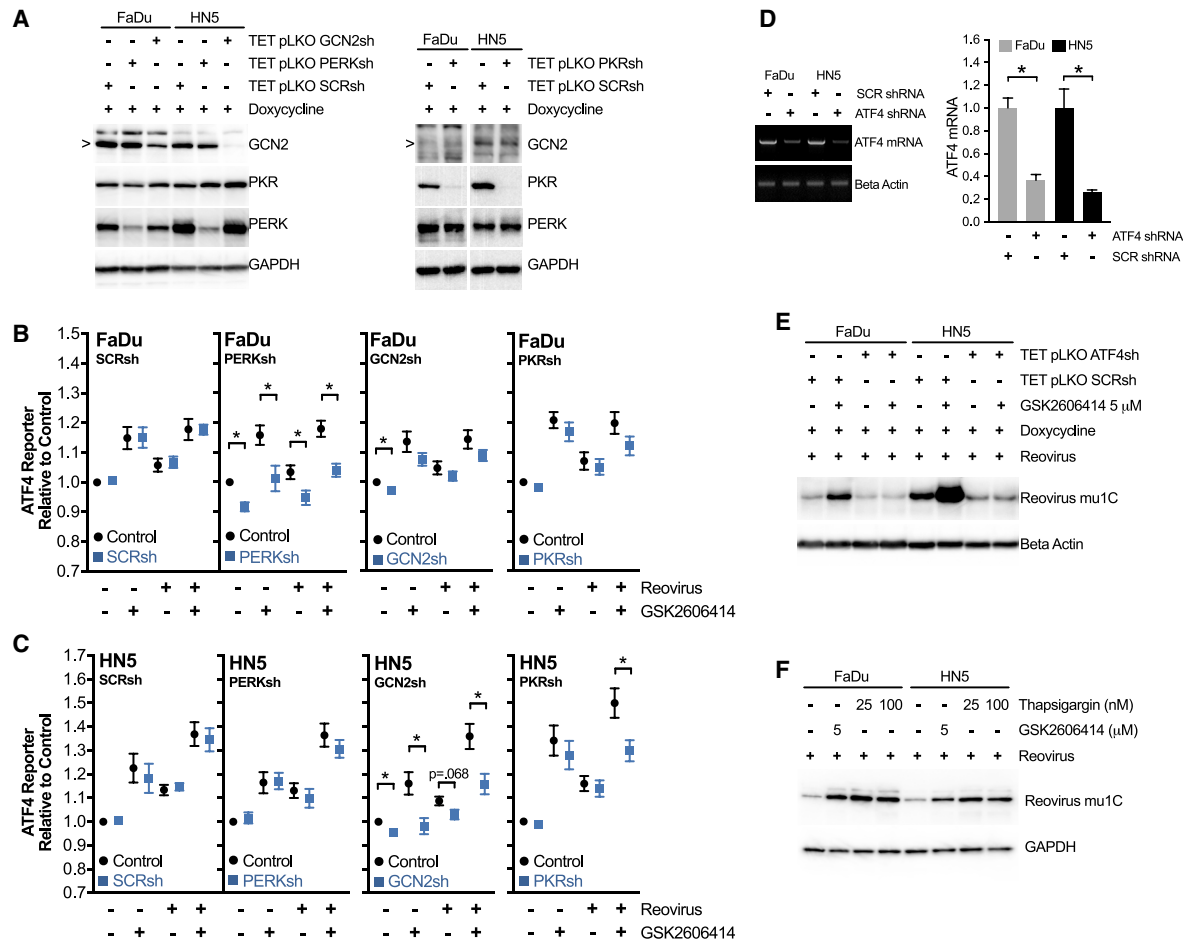 A
FaDu HN5
- - + - - + TET pLKO GCN2sh
- + - - + - TET pLKO PERKsh
+ - - + - - TET pLKO SCRsh
+ + + + + + Doxycycline
> GCN2
PKR
PERK
GAPDH
FaDu HN5
- + - + TET pLKO PKRsh
+ - + - TET pLKO SCRsh
+ + + + Doxycycline
> GCN2
PKR
PERK
GAPDH
B
ATF4 Reporter
Relative to Control
1.5
1.4
1.3
1.2
1.1
1.0
0.9
0.8
0.7
FaDu
SCRsh
Control
SCRsh
FaDu
PERKsh
* * * *
Control
PERKsh
FaDu
GCN2sh
*
Control
GCN2sh
FaDu
PKRsh
Control
PKRsh
- - + + - - + + - - + + - - + + Reovirus
- + - + - + - + - + - + - + - + GSK2606414
C
ATF4 Reporter
Relative to Control
1.7
1.6
1.5
1.4
1.3
1.2
1.1
1.0
0.9
0.8
0.7
HN5
SCRsh
Control
SCRsh
HN5
PERKsh
Control
PERKsh
HN5
GCN2sh
* * p=.068 *
Control
GCN2sh
HN5
PKRsh
*
Control
PKRsh
- - + + - - + + - - + + - - + + Reovirus
- + - + - + - + - + - + - + - + GSK2606414
D
FaDu HN5
+ - + - SCR shRNA
- + - + ATF4 shRNA
ATF4 mRNA
Beta Actin
FaDu HN5
ATF4 mRNA
1.6
1.4
1.2
1.0
0.8
0.6
0.4
0.2
0.0
* *
- + - + ATF4 shRNA
+ - + - SCR shRNA
E
FaDu HN5
- - + + - - + + TET pLKO ATF4sh
+ + - - + + - - TET pLKO SCRsh
- + - + - + - + GSK2606414 5 μM
+ + + + + + + + Doxycycline
+ + + + + + + + Reovirus
Reovirus mu1C
Beta Actin
F
FaDu HN5
- - 25 100 - - 25 100 Thapsigargin (nM)
- 5 - - - 5 - - GSK2606414 (μM)
+ + + + + + + + Reovirus
Reovirus mu1C
GAPDH